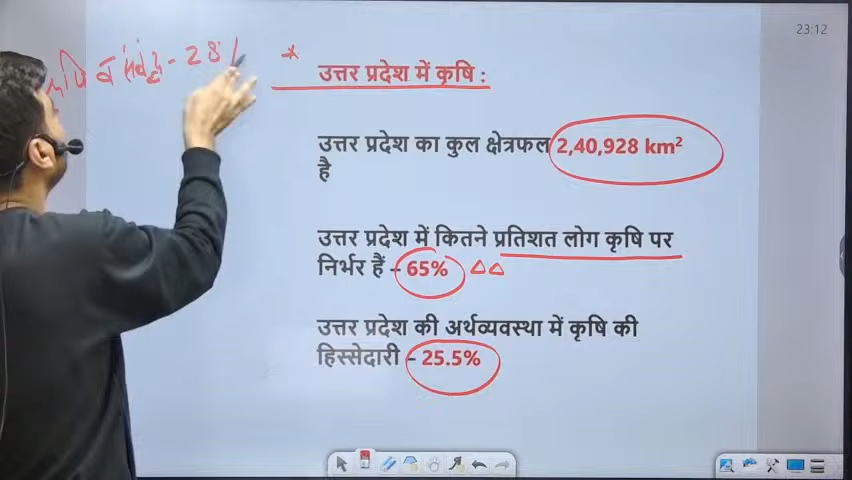 23:12
- 28%
उत्तर प्रदेश में कृषि :
उत्तर प्रदेश का कुल क्षेत्रफल 2,40,928 km²
है
उत्तर प्रदेश में कितने प्रतिशत लोग कृषि पर
निर्भर हैं – 65%
उत्तर प्रदेश की अर्थव्यवस्था में कृषि की
हिस्सेदारी – 25.5%